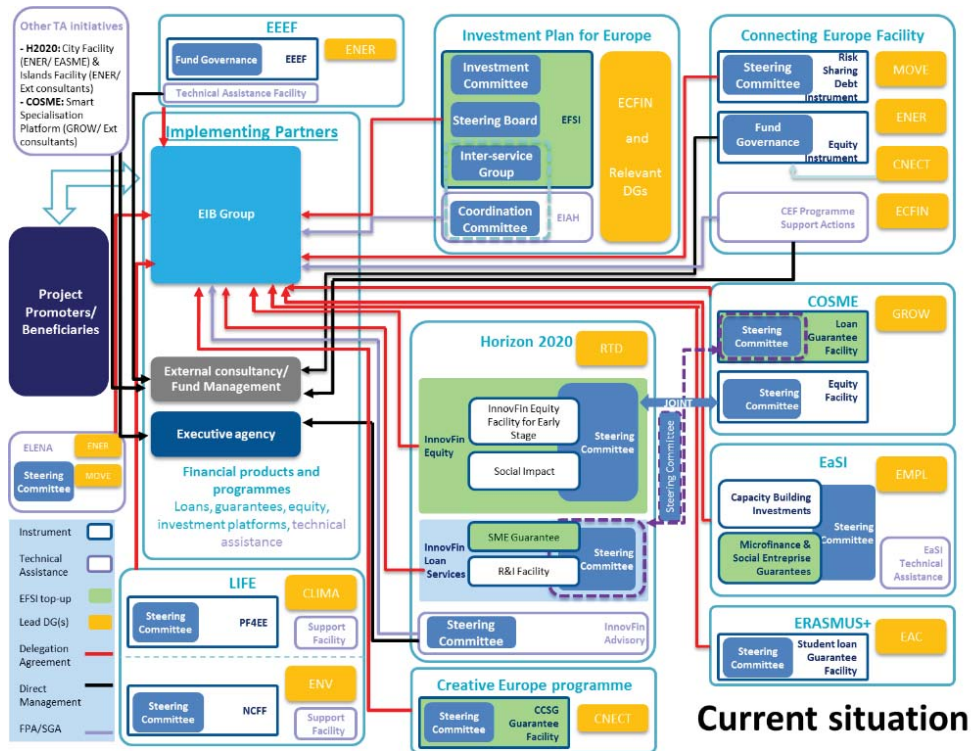 Other TA initiatives
- H2020: City Facility
(ENER/ EASME) &
Islands Facility (ENER/
Ext consultants)
- COSME: Smart
Specialisation
Platform (GROW/ Ext
consultants)
EEEF
Fund Governance
EEEF
ENER
Technical Assistance Facility
Implementing Partners
EIB Group
External consultancy/
Fund Management
Executive agency
Financial products and
programmes
Loans, guarantees, equity,
investment platforms, technical
assistance
Project
Promoters/
Beneficiaries
ELENA
ENER
Steering
Committee
MOVE
Instrument
Technical
Assistance
EFSI top-up
Lead DG(s)
Delegation
Agreement
Direct
Management
FPA/SGA
LIFE
CLIMA
Steering
Committee
PF4EE
Support
Facility
ENV
Steering
Committee
NCFF
Support
Facility
Investment Plan for Europe
Investment
Committee
Steering Board
EFSI
Inter-service
Group
Coordination
Committee
EIAH
ECFIN
and
Relevant
DGs
Connecting Europe Facility
Steering
Committee
Risk
Sharing
Debt
Instrument
MOVE
Fund
Governance
Equity
Instrument
ENER
CNECT
CEF Programme
Support Actions
ECFIN
Horizon 2020
RTD
InnovFin
Equity
InnovFin Equity
Facility for Early
Stage
Social Impact
Steering
Committee
InnovFin
Loan
Services
SME Guarantee
R&I Facility
Steering
Committee
Steering
Committee
InnovFin
Advisory
JOINT
Steering Committee
COSME
GROW
Steering
Committee
Loan
Guarantee
Facility
Steering
Committee
Equity
Facility
EaSI
EMPL
Capacity Building
Investments
Microfinance &
Social Entreprise
Guarantees
Steering
Committee
EaSI
Technical
Assistance
ERASMUS+
EAC
Steering
Committee
Student loan
Guarantee
Facility
Creative Europe programme
Steering
Committee
CCSG
Guarantee
Facility
CNECT
Current situation